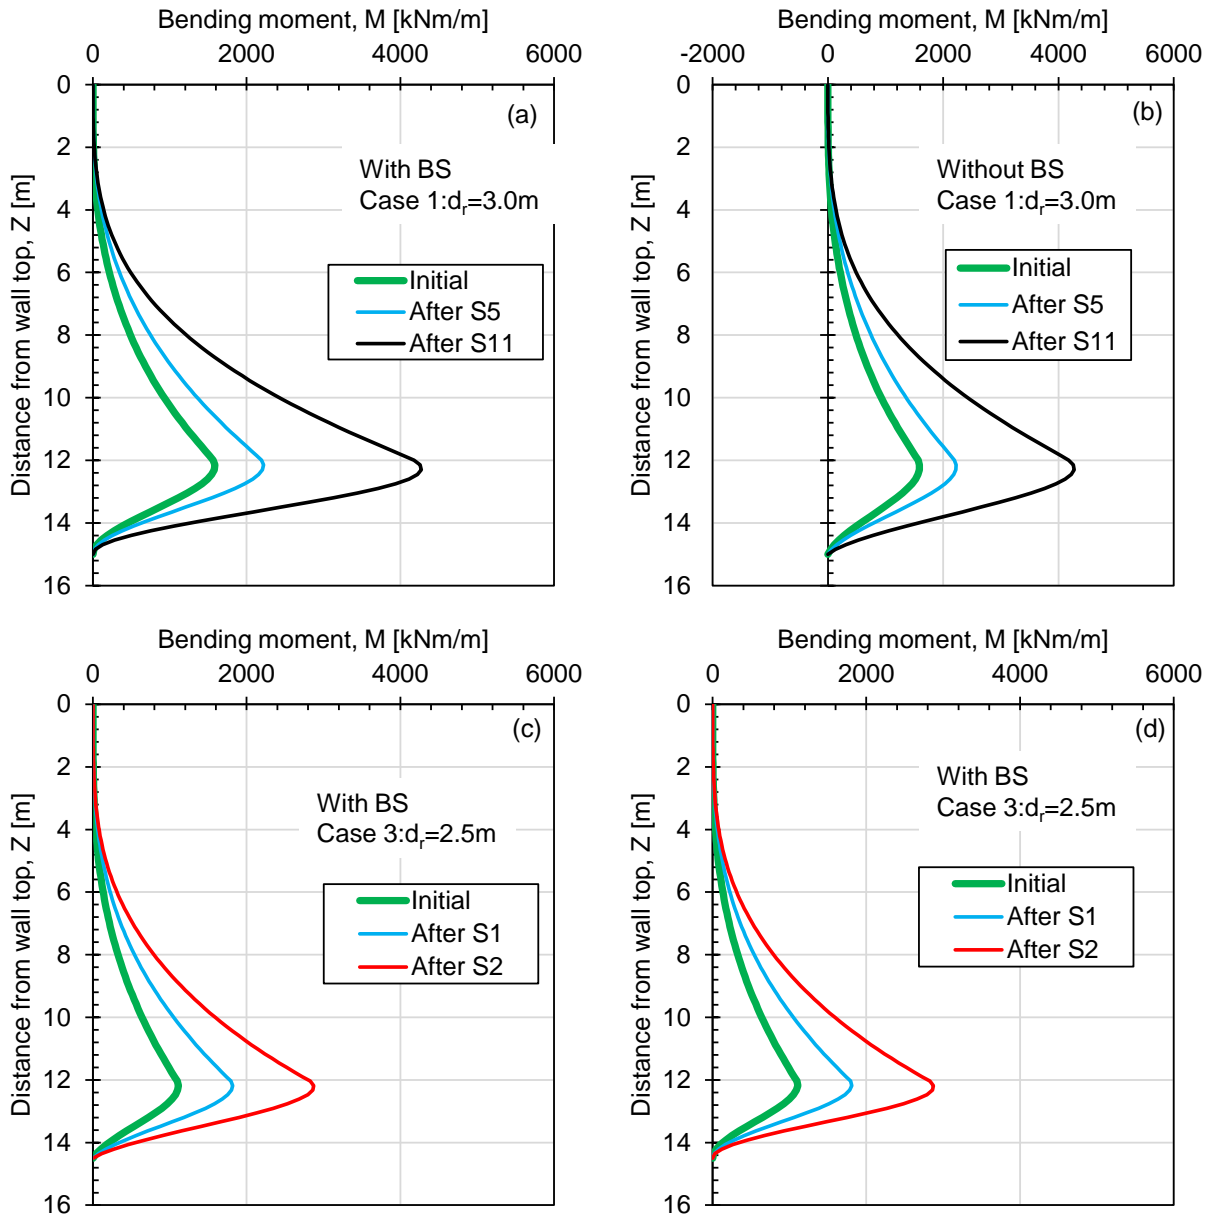 Bending moment, M [kNm/m]
0 2000 4000 6000
0
2
4
6
8
10
12
14
16
Distance from wall top, Z [m]
(a)
With BS
Case 1:dr=3.0m
Initial
After S5
After S11
Bending moment, M [kNm/m]
-2000 0 2000 4000 6000
0
2
4
6
8
10
12
14
16
Distance from wall top, Z [m]
(b)
Without BS
Case 1:dr=3.0m
Initial
After S5
After S11
Bending moment, M [kNm/m]
0 2000 4000 6000
0
2
4
6
8
10
12
14
16
Distance from wall top, Z [m]
(c)
With BS
Case 3:dr=2.5m
Initial
After S1
After S2
Bending moment, M [kNm/m]
0 2000 4000 6000
0
2
4
6
8
10
12
14
16
Distance from wall top, Z [m]
(d)
With BS
Case 3:dr=2.5m
Initial
After S1
After S2